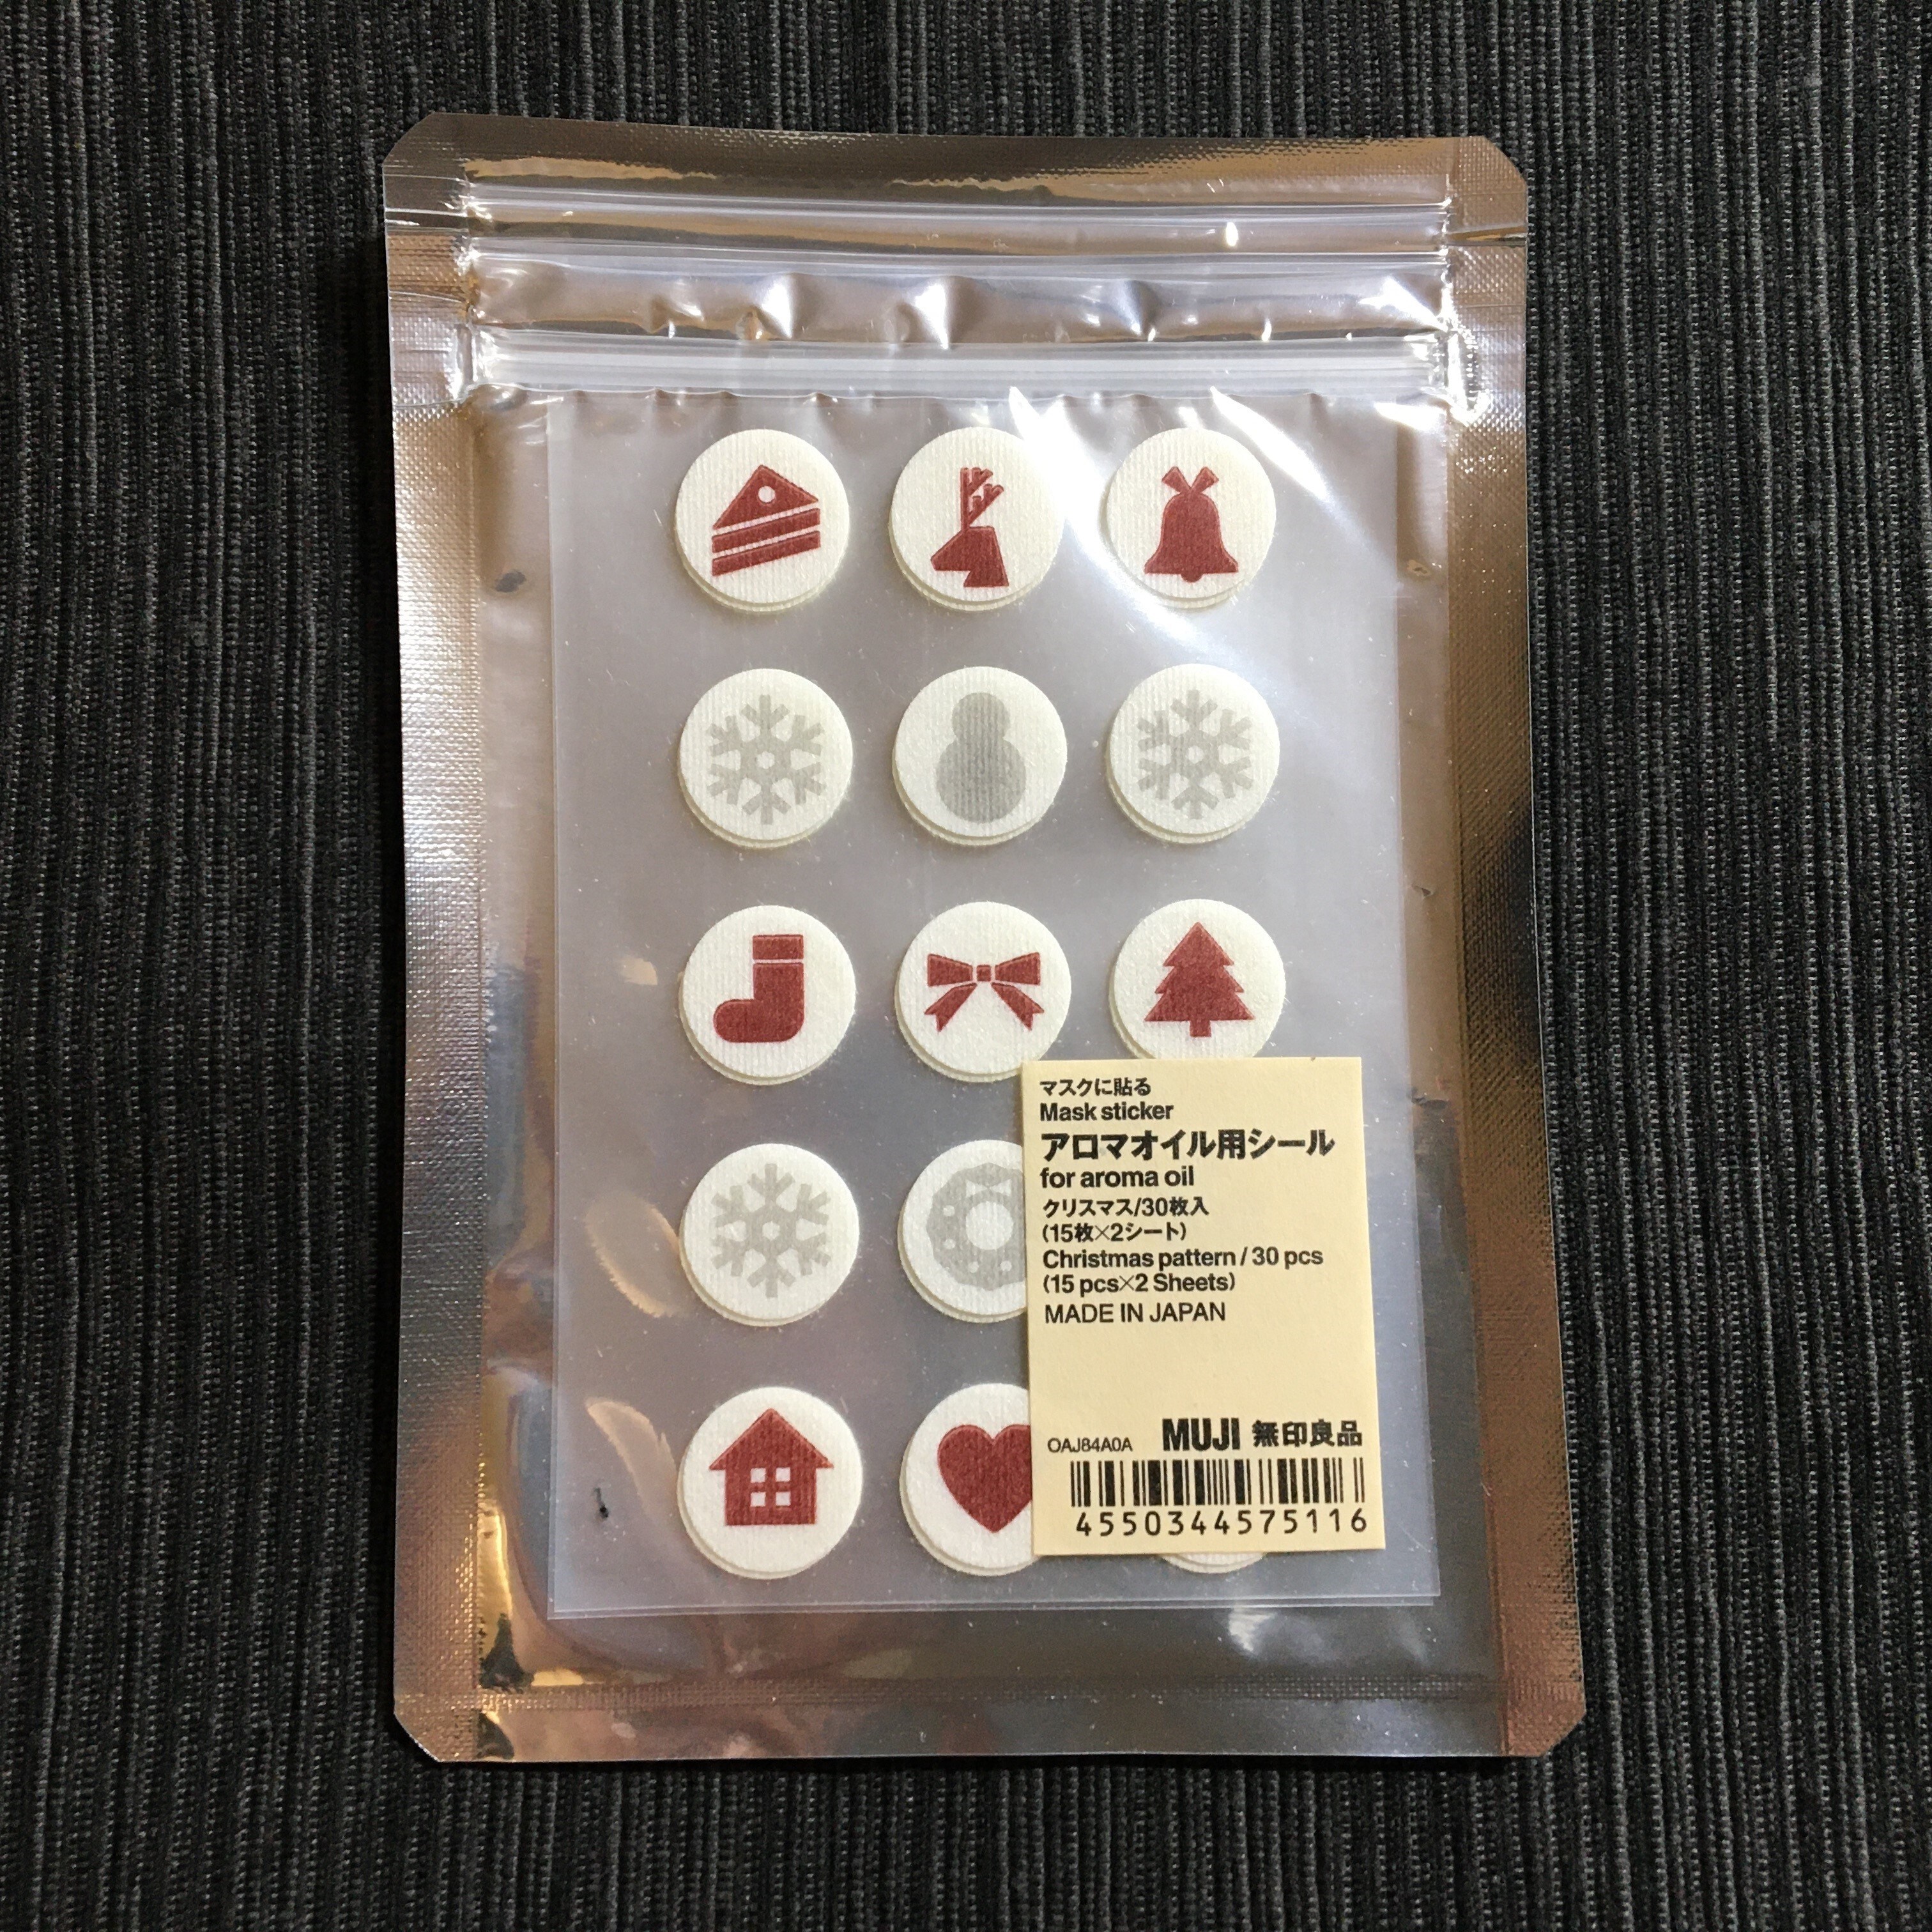 マスクに貼る
Mask sticker
アロマオイル用シール
for aroma oil
クリスマス/30枚入
(15枚×2シート)
Christmas pattern / 30 pcs
(15 pcs×2 Sheets)
MADE IN JAPAN
OAJ84A0A MUJI 無印良品
4550344575116